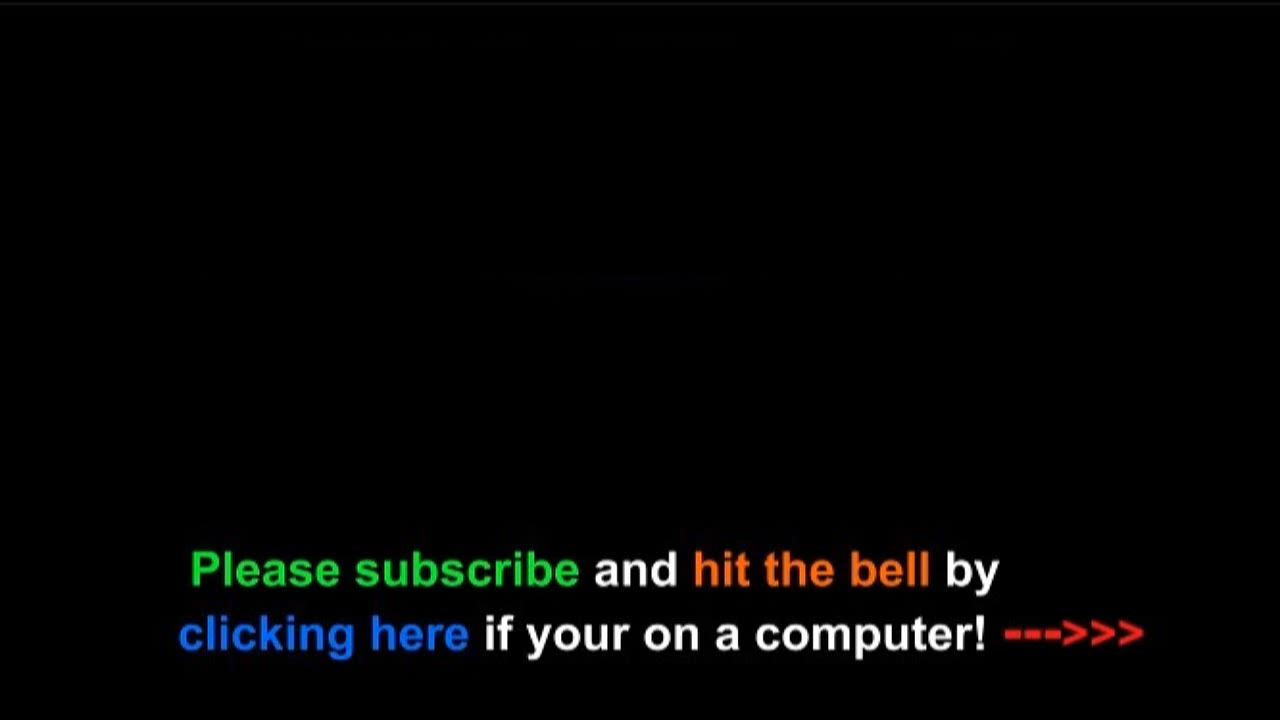 Please subscribe and hit the bell by
clicking here if your on a computer! --->>>